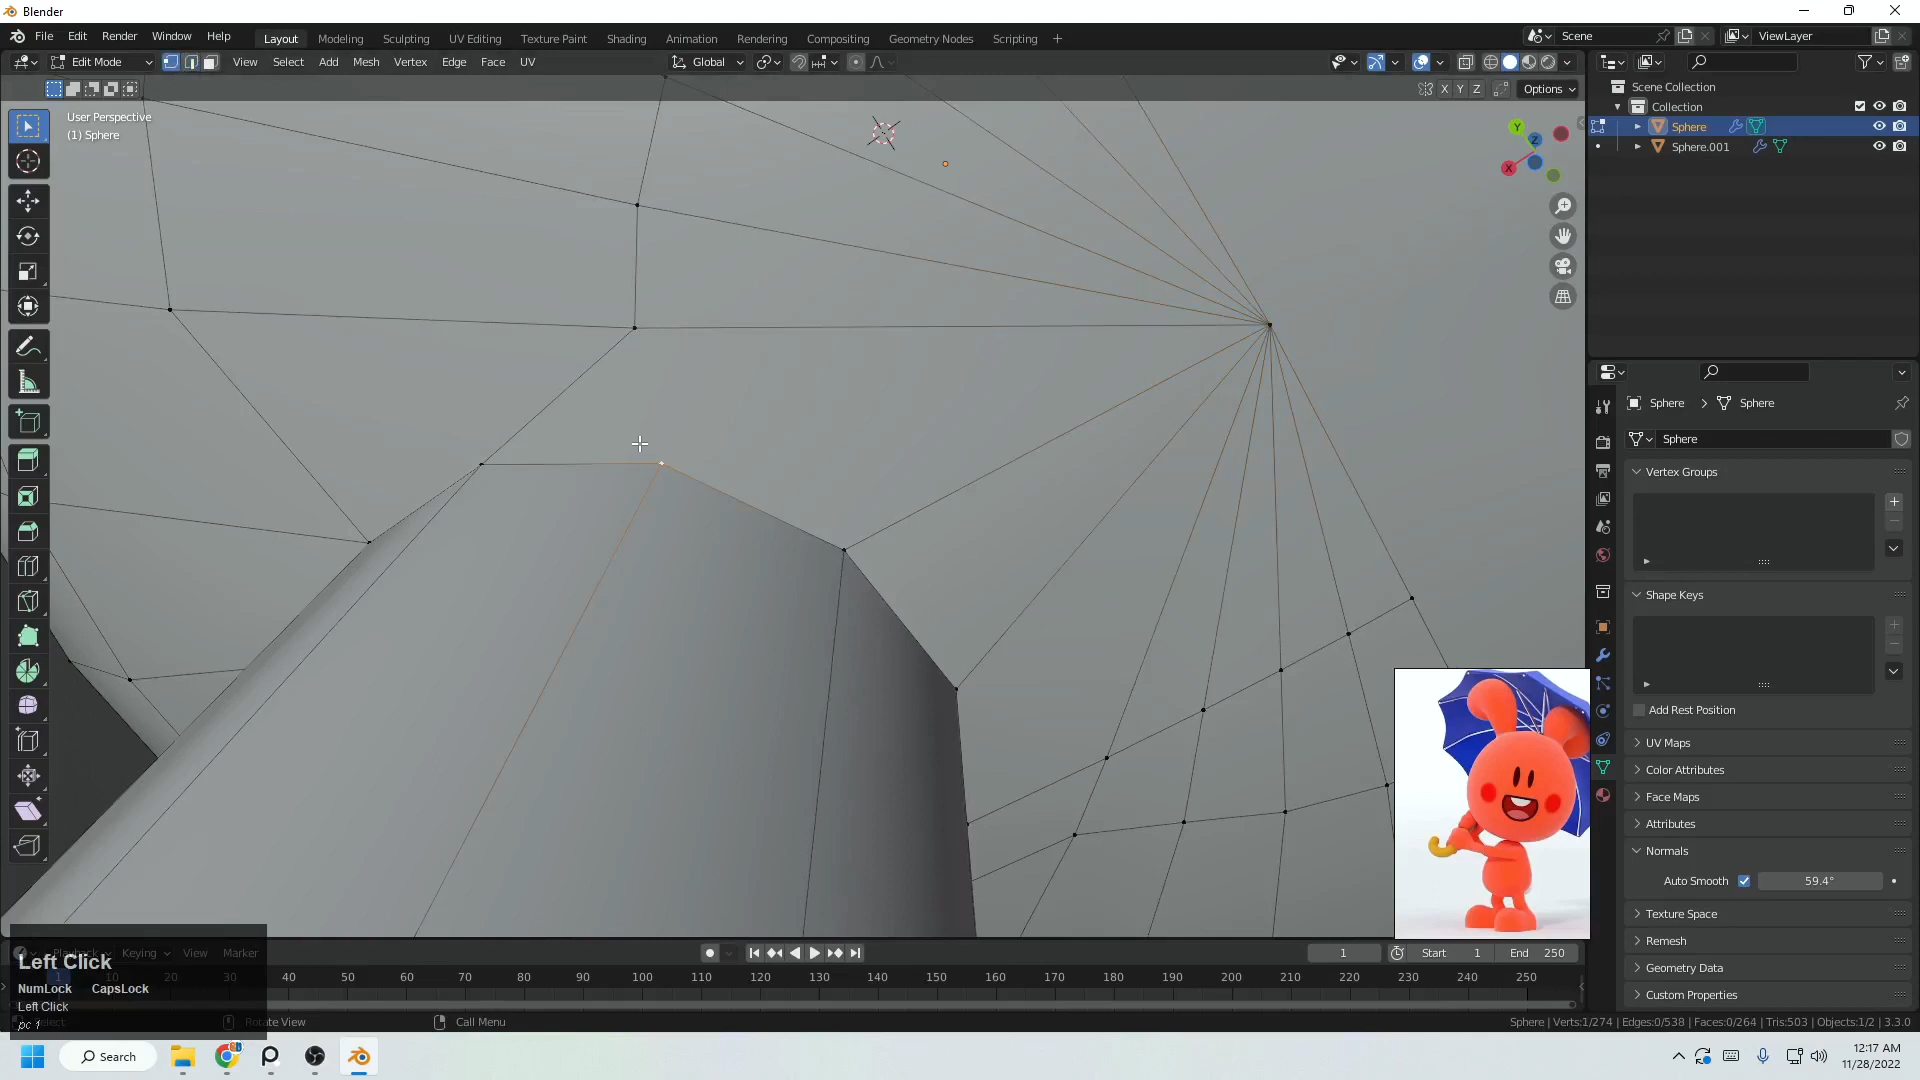 Blender
File Edit Render Window Help
Layout Modeling Sculpting UV Editing Texture Paint Shading Animation Rendering Compositing Geometry Nodes Scripting +
Scene
ViewLayer
Edit Mode
View Select Add Mesh Vertex Edge Face UV
Global
X Y Z
Options
User Perspective
(1) Sphere
Y
Z
X
Scene Collection
Collection
Sphere
Sphere.001
Sphere > Sphere
Sphere
Vertex Groups
Shape Keys
Add Rest Position
UV Maps
Color Attributes
Face Maps
Attributes
Normals
Auto Smooth 59.4°
Texture Space
Remesh
Geometry Data
Custom Properties
Playback Keying View Marker
1 Start 1 End 250
1 10 20 30 40 50 60 70 80 90 100 110 120 130 140 150 160 170 180 190 200 210 220 230 240 250
Left Click
NumLock CapsLock
Left Click
Select
Rotate View
Call Menu
Sphere | Verts:1/274 | Edges:0/538 | Faces:0/264 | Tris:503 | Objects:1/2 | 3.3.0
Search
12:17 AM
11/28/2022